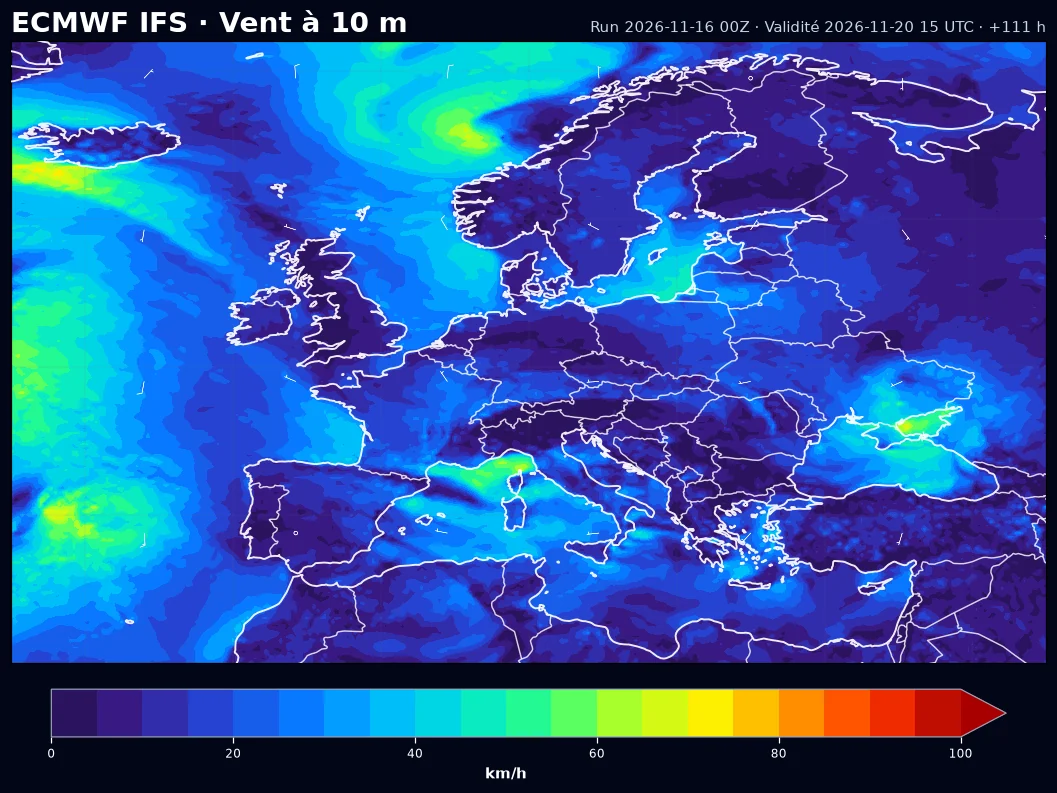 ECMWF IFS · Vent à 10 m
Run 2026-11-16 00Z · Validité 2026-11-20 15 UTC · +111 h
0 20 40 60 80 100
km/h